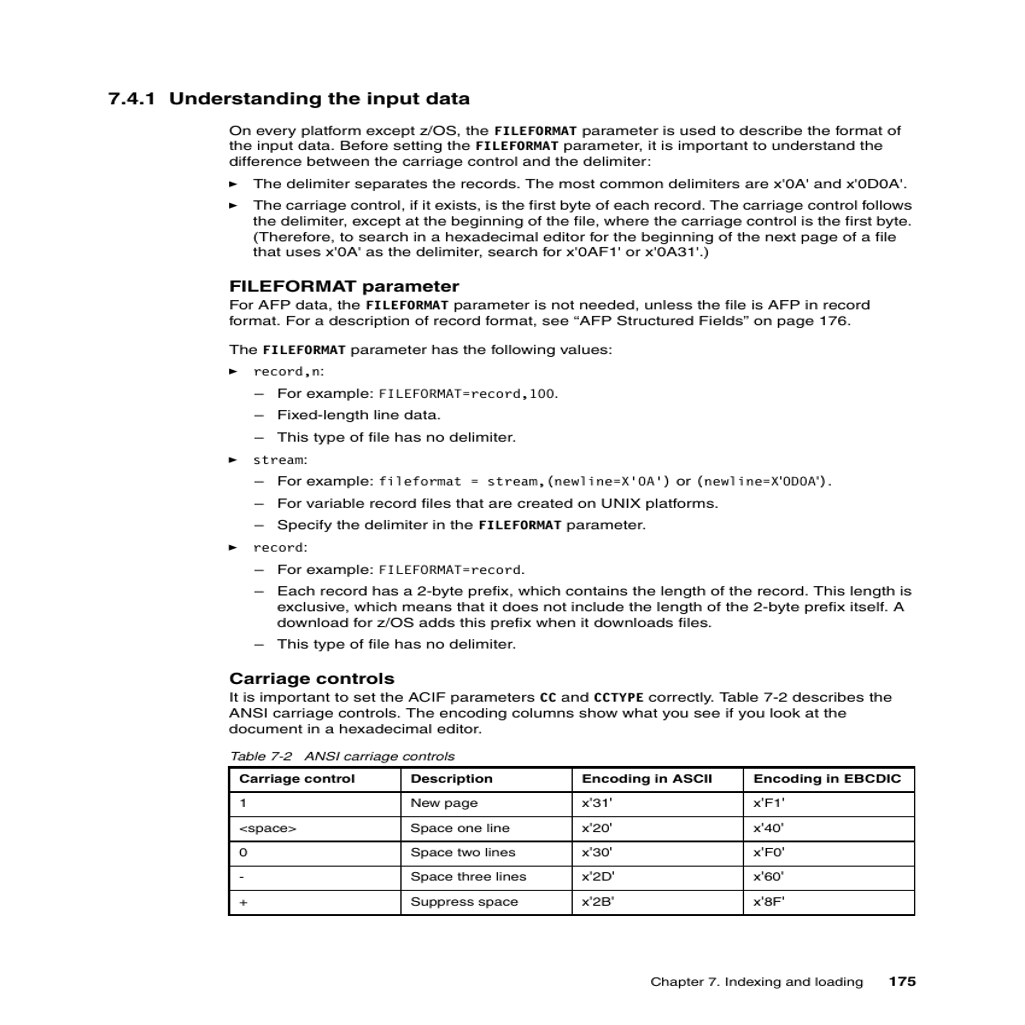 7.4.1 Understanding the input data
On every platform except z/OS, the FILEFORMAT parameter is used to describe the format of
the input data. Before setting the FILEFORMAT parameter, it is important to understand the
difference between the carriage control and the delimiter:
► The delimiter separates the records. The most common delimiters are x'0A' and x'0D0A'.
► The carriage control, if it exists, is the first byte of each record. The carriage control follows
the delimiter, except at the beginning of the file, where the carriage control is the first byte.
(Therefore, to search in a hexadecimal editor for the beginning of the next page of a file
that uses x'0A' as the delimiter, search for x'0AF1' or x'0A31'.)
FILEFORMAT parameter
For AFP data, the FILEFORMAT parameter is not needed, unless the file is AFP in record
format. For a description of record format, see “AFP Structured Fields” on page 176.
The FILEFORMAT parameter has the following values:
► record,n:
– For example: FILEFORMAT=record,100.
– Fixed-length line data.
– This type of file has no delimiter.
► stream:
– For example: fileformat = stream,(newline=X'0A') or (newline=X'0D0A').
– For variable record files that are created on UNIX platforms.
– Specify the delimiter in the FILEFORMAT parameter.
► record:
– For example: FILEFORMAT=record.
– Each record has a 2-byte prefix, which contains the length of the record. This length is
exclusive, which means that it does not include the length of the 2-byte prefix itself. A
download for z/OS adds this prefix when it downloads files.
– This type of file has no delimiter.
Carriage controls
It is important to set the ACIF parameters CC and CCTYPE correctly. Table 7-2 describes the
ANSI carriage controls. The encoding columns show what you see if you look at the
document in a hexadecimal editor.
Table 7-2 ANSI carriage controls
Carriage control Description Encoding in ASCII Encoding in EBCDIC
1 New page x'31' x'F1'
<space> Space one line x'20' x'40'
0 Space two lines x'30' x'F0'
- Space three lines x'2D' x'60'
+ Suppress space x'2B' x'8F'
Chapter 7. Indexing and loading 175